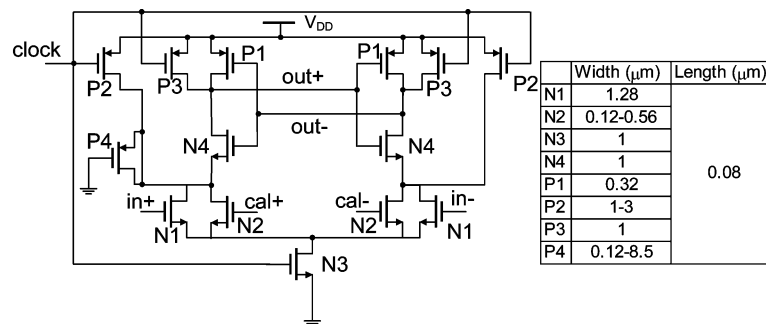 V_DD
clock
P2
P3
P1
out+
P1
P3
P2
out-
P4
N4
N4
in+
cal+
cal-
in-
N1
N2
N2
N1
N3
Width (μm) Length (μm)
N1 1.28
N2 0.12-0.56
N3 1
N4 1
0.08
P1 0.32
P2 1-3
P3 1
P4 0.12-8.5